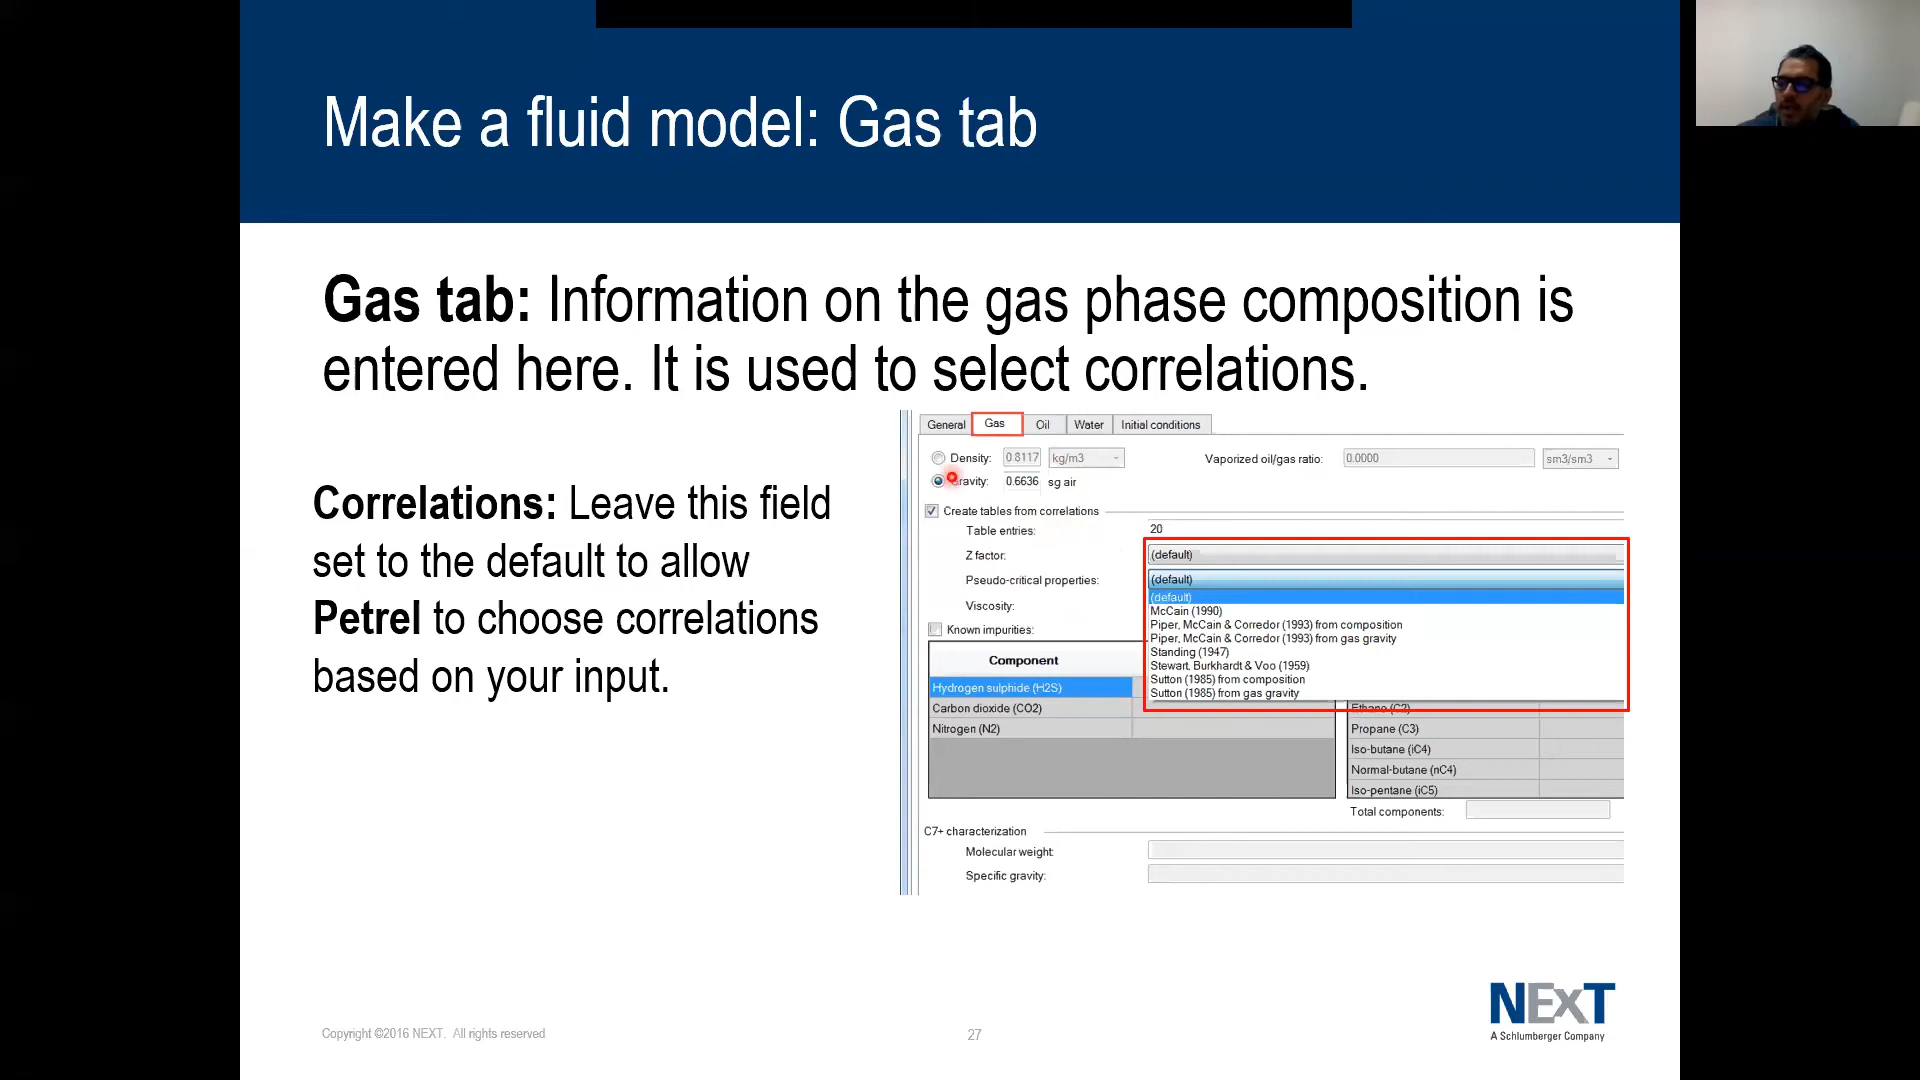 Make a fluid model: Gas tab
Gas tab: Information on the gas phase composition is
entered here. It is used to select correlations.
Correlations: Leave this field
set to the default to allow
Petrel to choose correlations
based on your input.
General Gas Oil Water Initial conditions
Density: 0.8117 kg/m3 Vaporized oil/gas ratio: 0.0000 sm3/sm3
ravity: 0.6636 sg air
Create tables from correlations
Table entries: 20
Z factor: (default)
Pseudo-critical properties: (default)
(default)
Viscosity:
McCain (1990)
Piper, McCain & Corredor (1993) from composition
Known impurities:
Piper, McCain & Corredor (1993) from gas gravity
Standing (1947)
Component
Stewart, Burkhardt & Voo (1959)
Sutton (1985) from composition
Hydrogen sulphide (H2S)
Sutton (1985) from gas gravity
Carbon dioxide (CO2) Ethane (C2)
Nitrogen (N2) Propane (C3)
Iso-butane (iC4)
Normal-butane (nC4)
Iso-pentane (iC5)
Total components:
C7+ characterization
Molecular weight:
Specific gravity:
NExT
A Schlumberger Company
Copyright ©2016 NEXT. All rights reserved
27